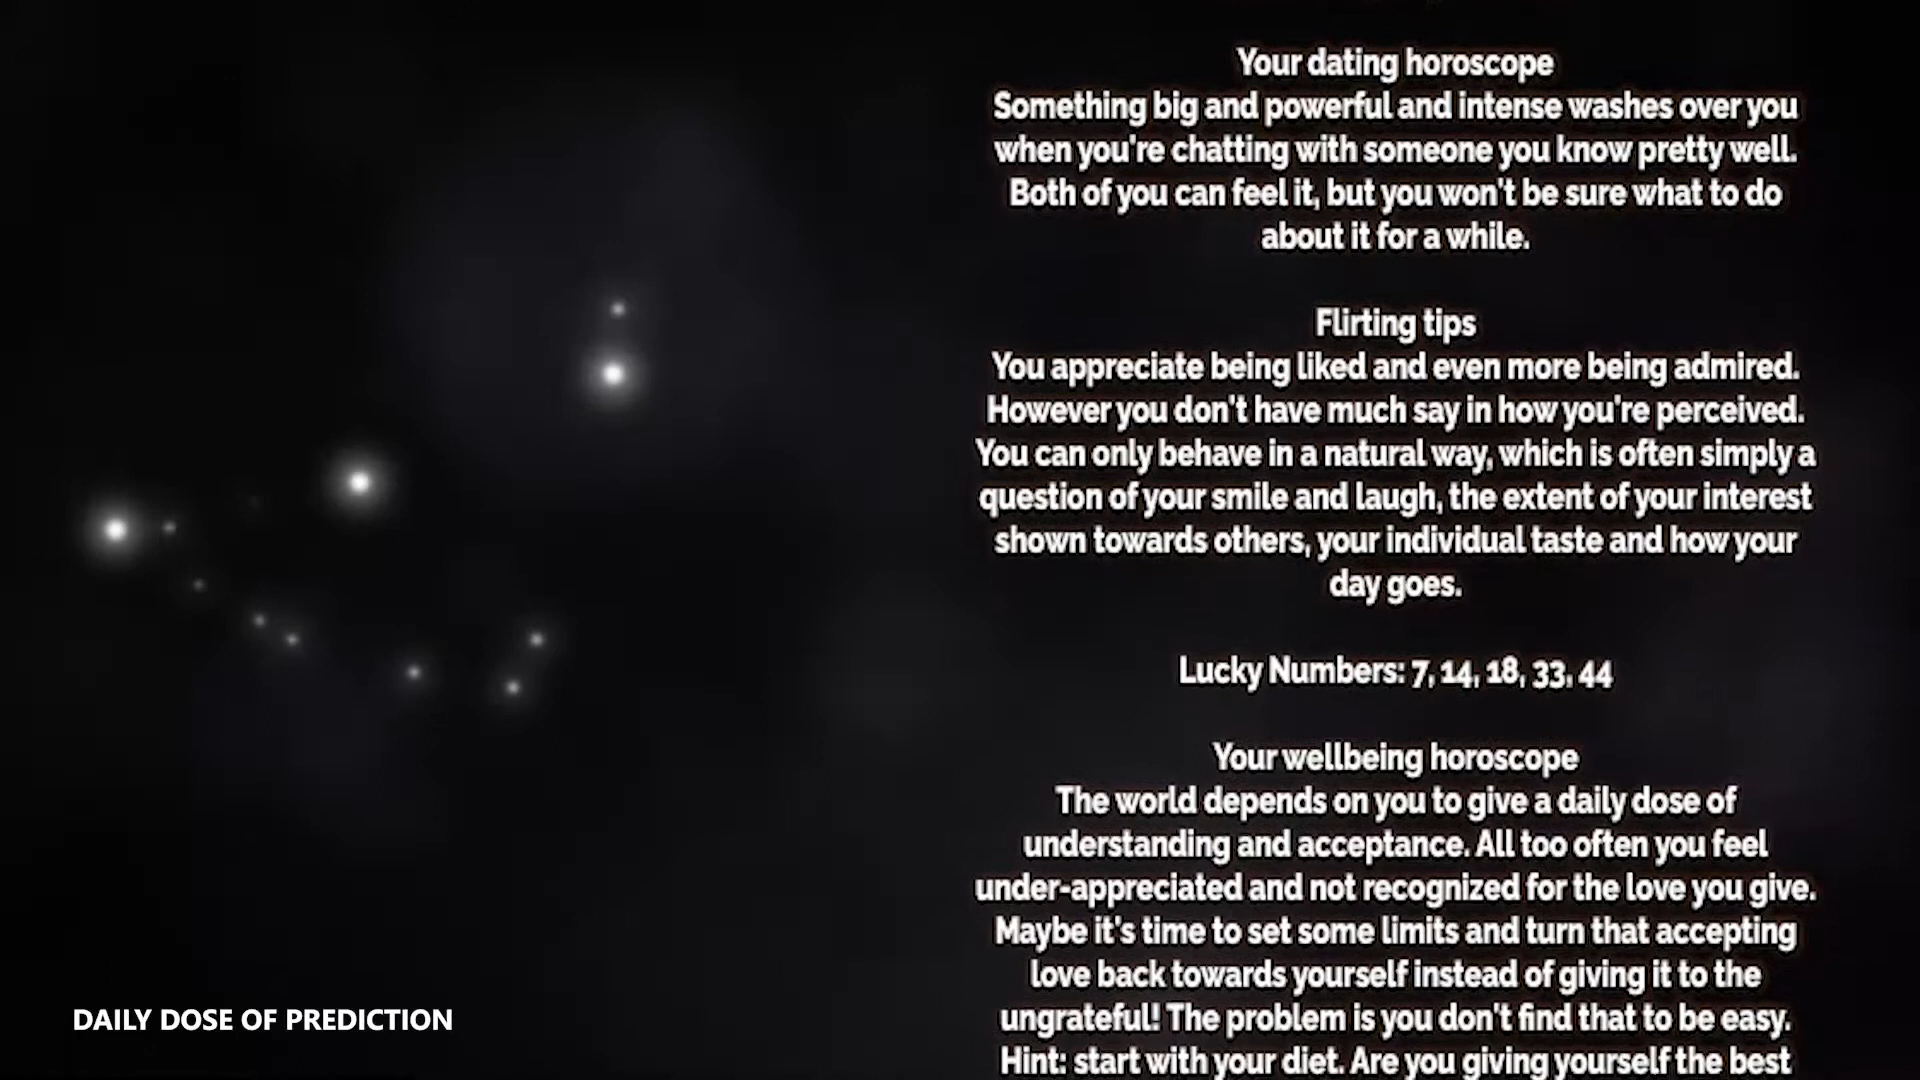 Your dating horoscope
Something big and powerful and intense washes over you
when you're chatting with someone you know pretty well.
Both of you can feel it, but you won't be sure what to do
about it for a while.
Flirting tips
You appreciate being liked and even more being admired.
However you don't have much say in how you're perceived.
You can only behave in a natural way, which is often simply a
question of your smile and laugh, the extent of your interest
shown towards others, your individual taste and how your
day goes.
Lucky Numbers: 7, 14, 18, 33, 44
Your wellbeing horoscope
The world depends on you to give a daily dose of
understanding and acceptance. All too often you feel
under-appreciated and not recognized for the love you give.
Maybe it's time to set some limits and turn that accepting
love back towards yourself instead of giving it to the
ungrateful! The problem is you don't find that to be easy.
Hint: start with your diet. Are you giving yourself the best
DAILY DOSE OF PREDICTION